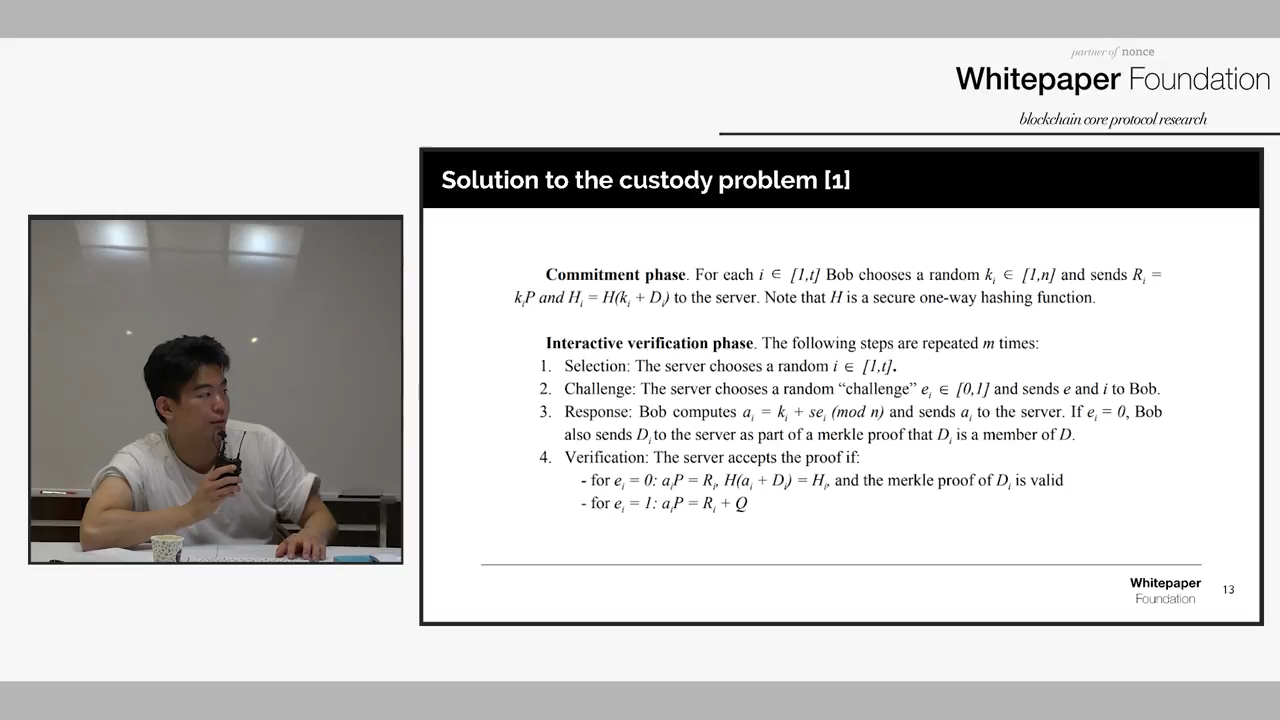 partner of nonce
Whitepaper Foundation
blockchain core protocol research
Solution to the custody problem [1]
Commitment phase. For each i ∈ [1,t] Bob chooses a random kᵢ ∈ [1,n] and sends Rᵢ =
kᵢP and Hᵢ = H(kᵢ + Dᵢ) to the server. Note that H is a secure one-way hashing function.
Interactive verification phase. The following steps are repeated m times:
1. Selection: The server chooses a random i ∈ [1,t].
2. Challenge: The server chooses a random “challenge” eᵢ ∈ [0,1] and sends e and i to Bob.
3. Response: Bob computes aᵢ = kᵢ + seᵢ (mod n) and sends aᵢ to the server. If eᵢ = 0, Bob
also sends Dᵢ to the server as part of a merkle proof that Dᵢ is a member of D.
4. Verification: The server accepts the proof if:
- for eᵢ = 0: aᵢP = Rᵢ, H(aᵢ + Dᵢ) = Hᵢ, and the merkle proof of Dᵢ is valid
- for eᵢ = 1: aᵢP = Rᵢ + Q
Whitepaper
Foundation
13